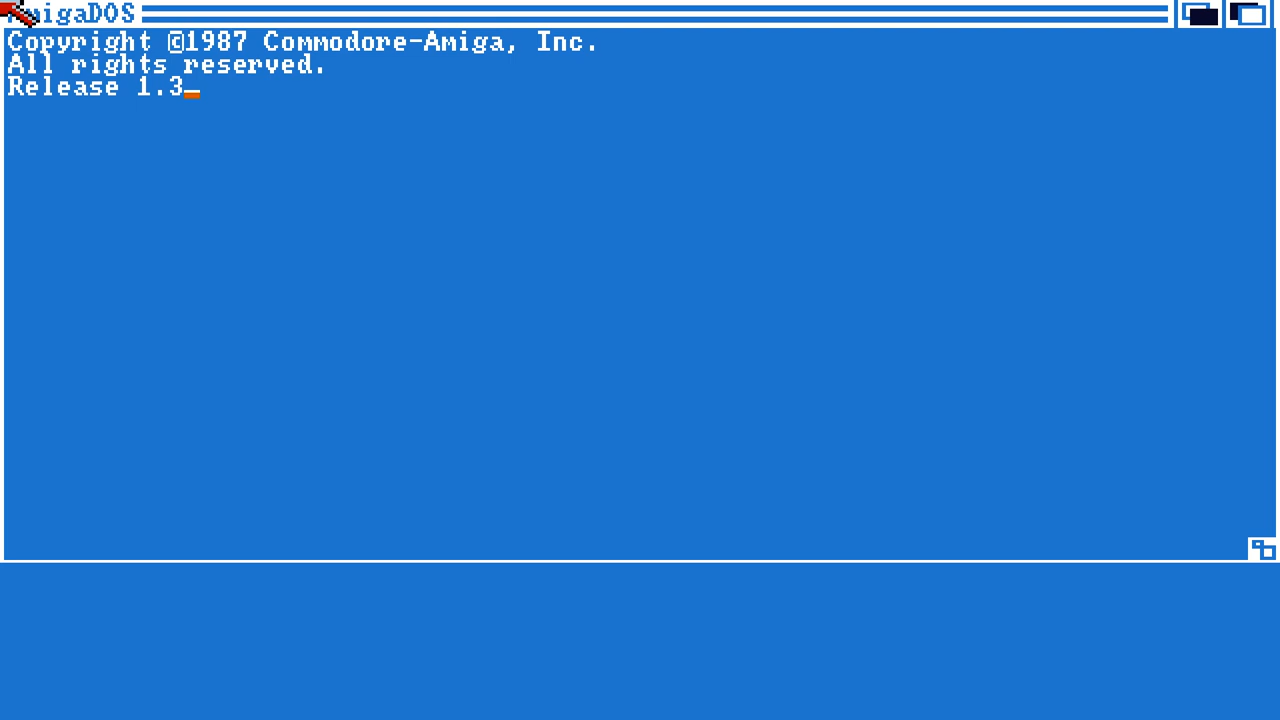 AmigaDOS
Copyright ©1987 Commodore-Amiga, Inc.
All rights reserved.
Release 1.3